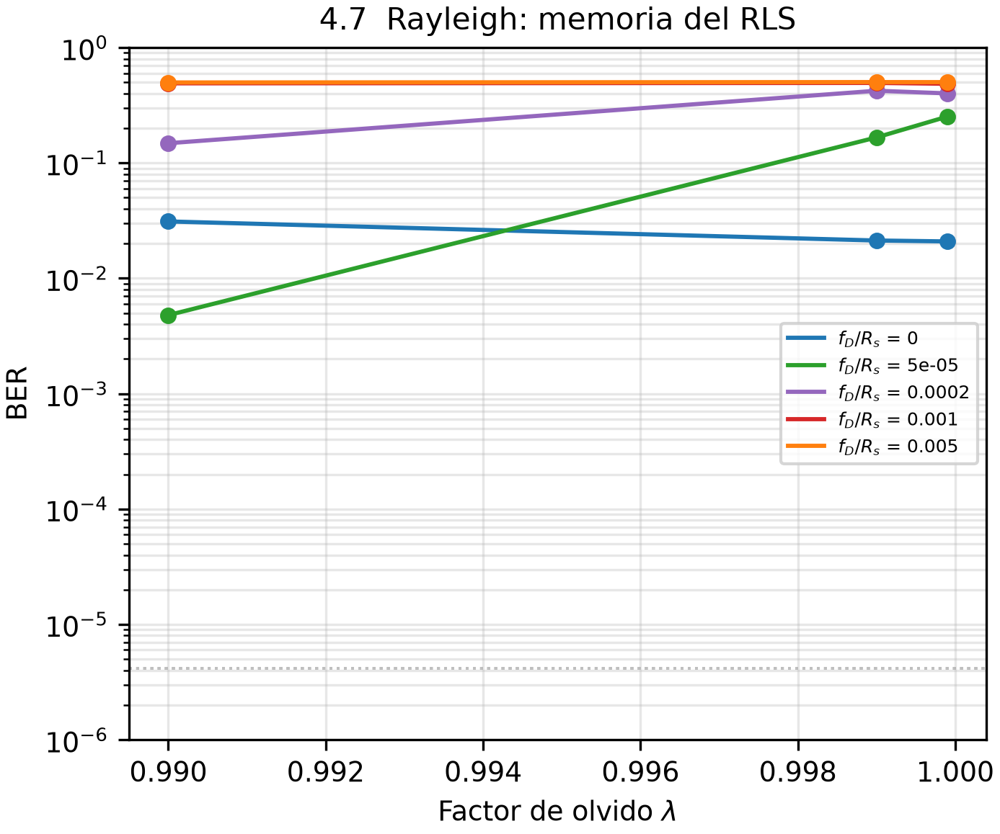 4.7  Rayleigh: memoria del RLS
10⁰
10⁻¹
10⁻²
10⁻³
10⁻⁴
10⁻⁵
10⁻⁶
BER
f_D/R_s = 0
f_D/R_s = 5e-05
f_D/R_s = 0.0002
f_D/R_s = 0.001
f_D/R_s = 0.005
0.990 0.992 0.994 0.996 0.998 1.000
Factor de olvido λ